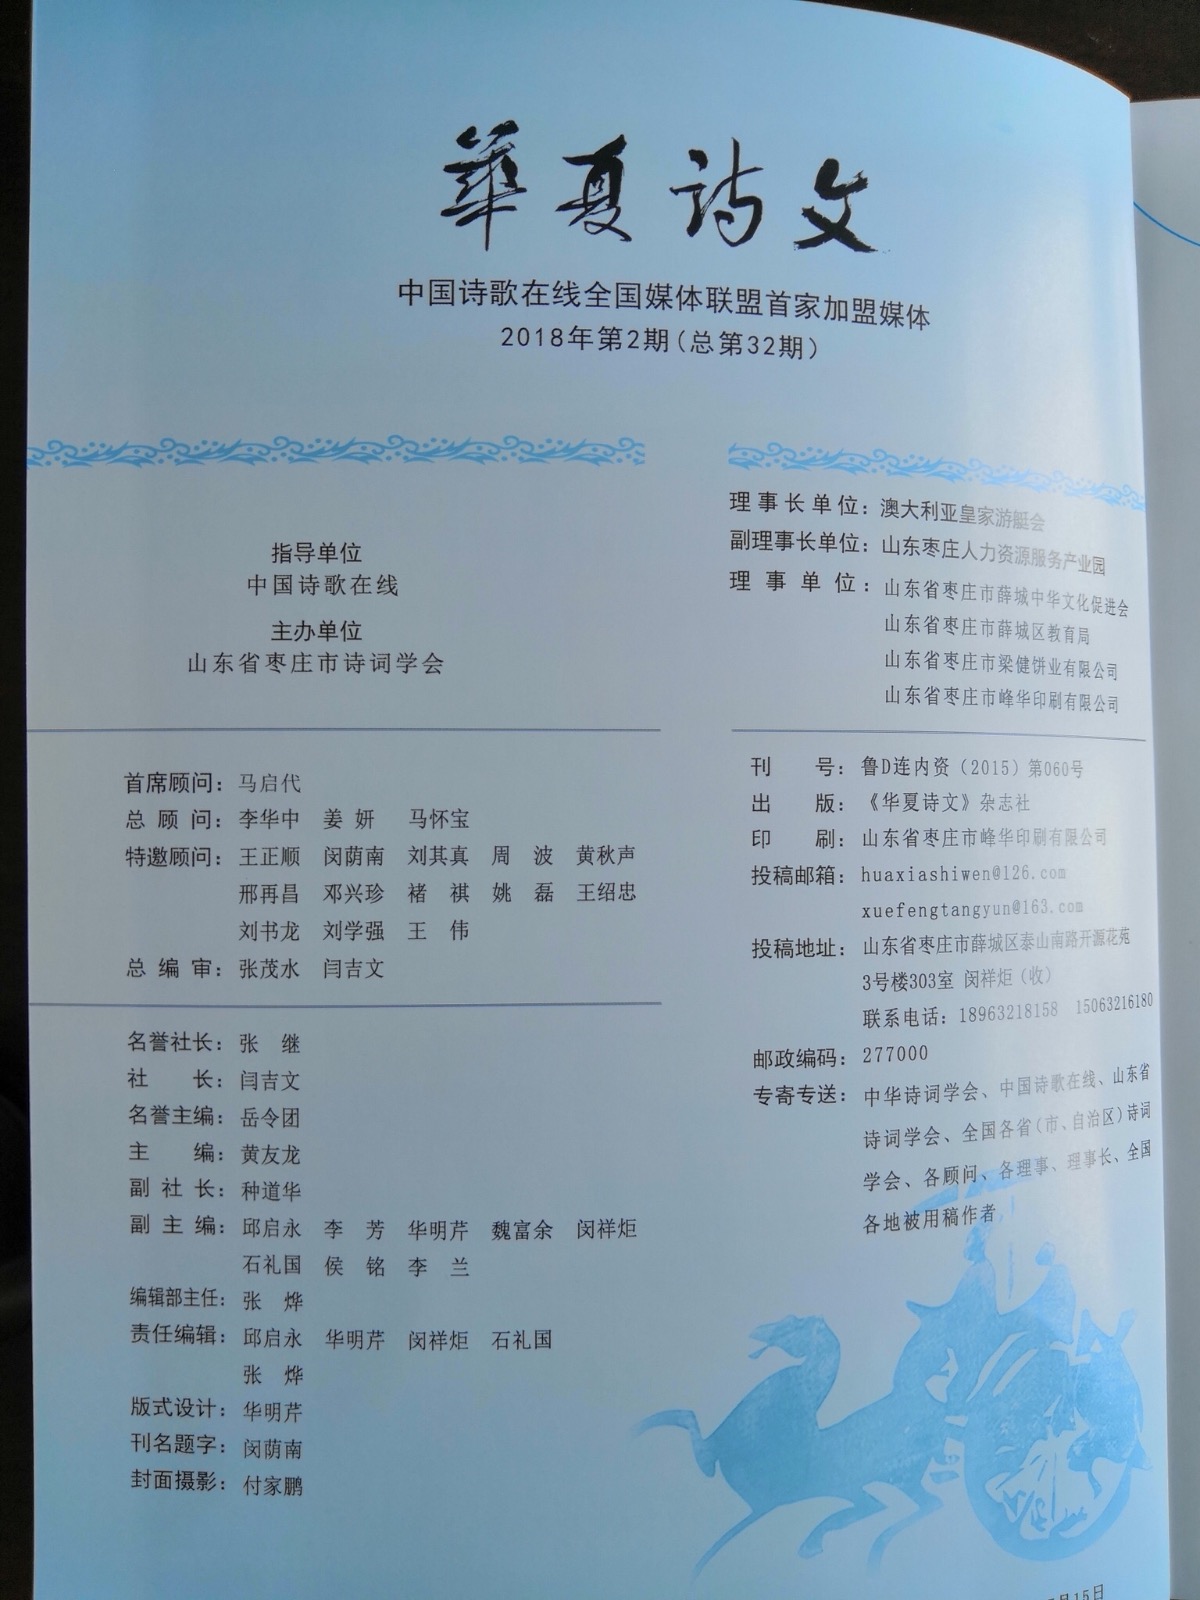 華夏诗文
中国诗歌在线全国媒体联盟首家加盟媒体
2018年第2期(总第32期)
指导单位
中国诗歌在线
主办单位
山东省枣庄市诗词学会
首席顾问：马启代
总 顾 问：李华中 姜 妍 马怀宝
特邀顾问：王正顺 闵荫南 刘其真 周 波 黄秋声
邢再昌 邓兴珍 褚 祺 姚 磊 王绍忠
刘书龙 刘学强 王 伟
总 编 审：张茂水 闫吉文
名誉社长：张 继
社 长：闫吉文
名誉主编：岳令团
主 编：黄友龙
副 社 长：种道华
副 主 编：邱启永 李 芳 华明芹 魏富余 闵祥炬
石礼国 侯 铭 李 兰
编辑部主任：张 烨
责任编辑：邱启永 华明芹 闵祥炬 石礼国
张 烨
版式设计：华明芹
刊名题字：闵荫南
封面摄影：付家鹏
理事长单位：澳大利亚皇家游艇会
副理事长单位：山东枣庄人力资源服务产业园
理 事 单 位：山东省枣庄市薛城中华文化促进会
山东省枣庄市薛城区教育局
山东省枣庄市梁健饼业有限公司
山东省枣庄市峰华印刷有限公司
刊 号：鲁D连内资（2015）第060号
出 版：《华夏诗文》杂志社
印 刷：山东省枣庄市峰华印刷有限公司
投稿邮箱：huaxiashiwen@126.com
xuefengtangyun@163.com
投稿地址：山东省枣庄市薛城区泰山南路开源花苑
3号楼303室 闵祥炬（收）
联系电话：18963218158 15063216180
邮政编码：277000
专寄专送：中华诗词学会、中国诗歌在线、山东省
诗词学会、全国各省（市、自治区）诗词
学会、各顾问、各理事、理事长、全国
各地被用稿作者
月15日